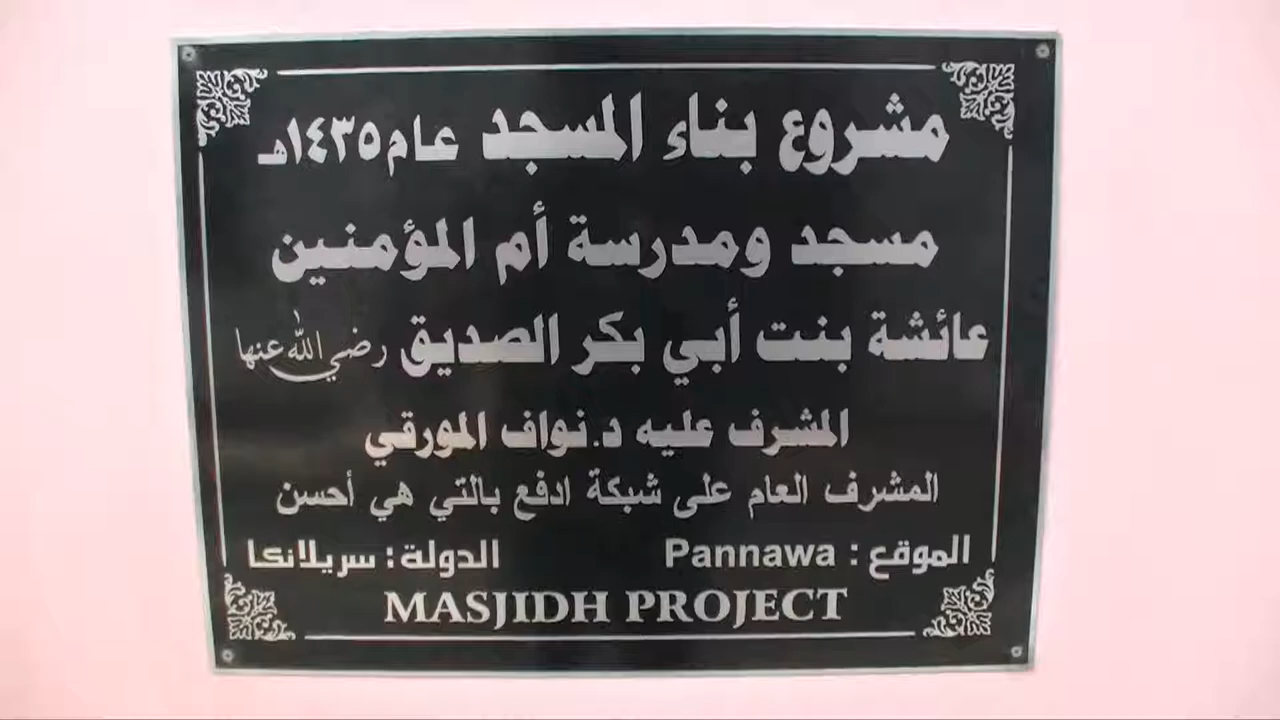 مشروع بناء المسجد عام ١٤٣٥هـ
مسجد ومدرسة أم المؤمنين
عائشة بنت أبي بكر الصديق رضي الله عنها
المشرف عليه د.نواف المورقي
المشرف العام على شبكة ادفع بالتي هي أحسن
الموقع : Pannawa الدولة : سريلانكا
MASJIDH PROJECT